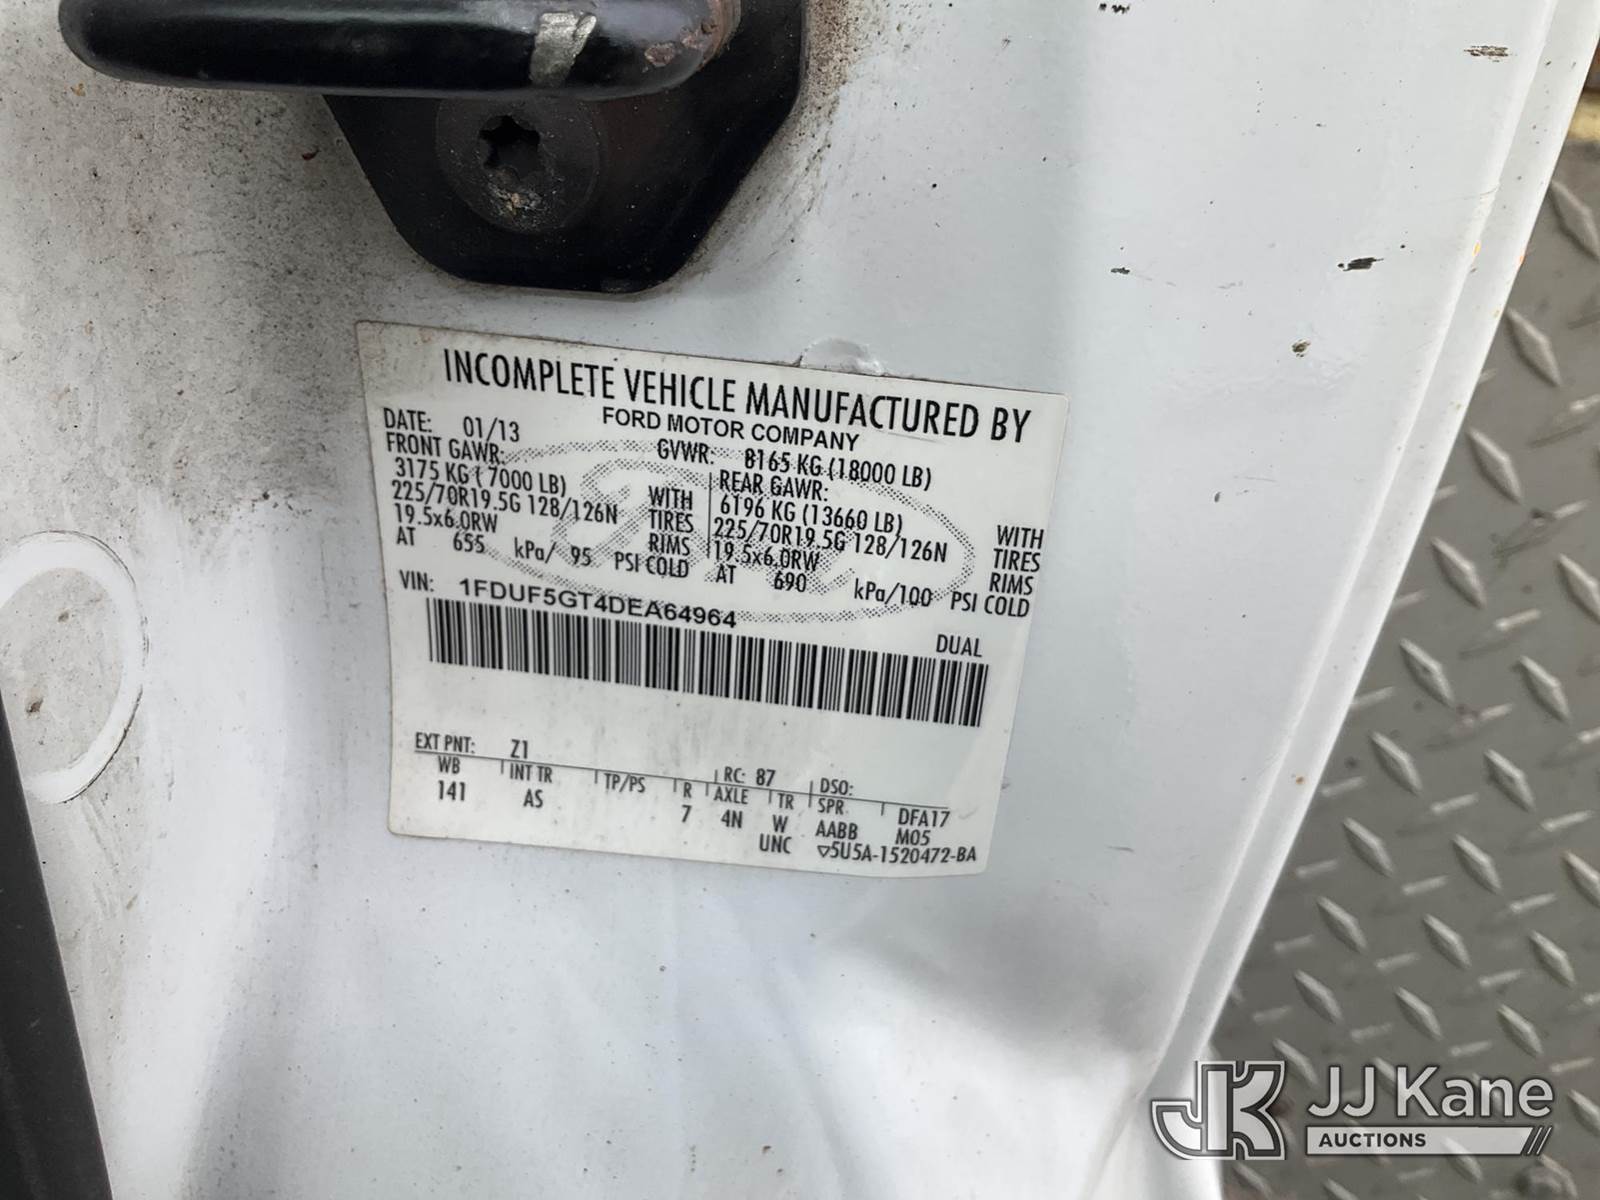 INCOMPLETE VEHICLE MANUFACTURED BY
FORD MOTOR COMPANY
DATE: 01/13 GVWR: 8165 KG (18000 LB)
FRONT GAWR: REAR GAWR:
3175 KG ( 7000 LB) WITH 6196 KG (13660 LB) WITH
225/70R19.5G 128/126N TIRES 225/70R19.5G 128/126N TIRES
19.5x6.0RW RIMS 19.5x6.0RW RIMS
AT 655 kPa/ 95 PSI COLD AT 690 kPa/100 PSI COLD
VIN: 1FDUF5GT4DEA64964
DUAL
EXT PNT: Z1 RC: 87 DSO:
WB INT TR TP/PS R AXLE TR SPR DFA17
141 AS 7 4N W AABB M05
UNC ▽5U5A-1520472-BA
JK JJ Kane
AUCTIONS